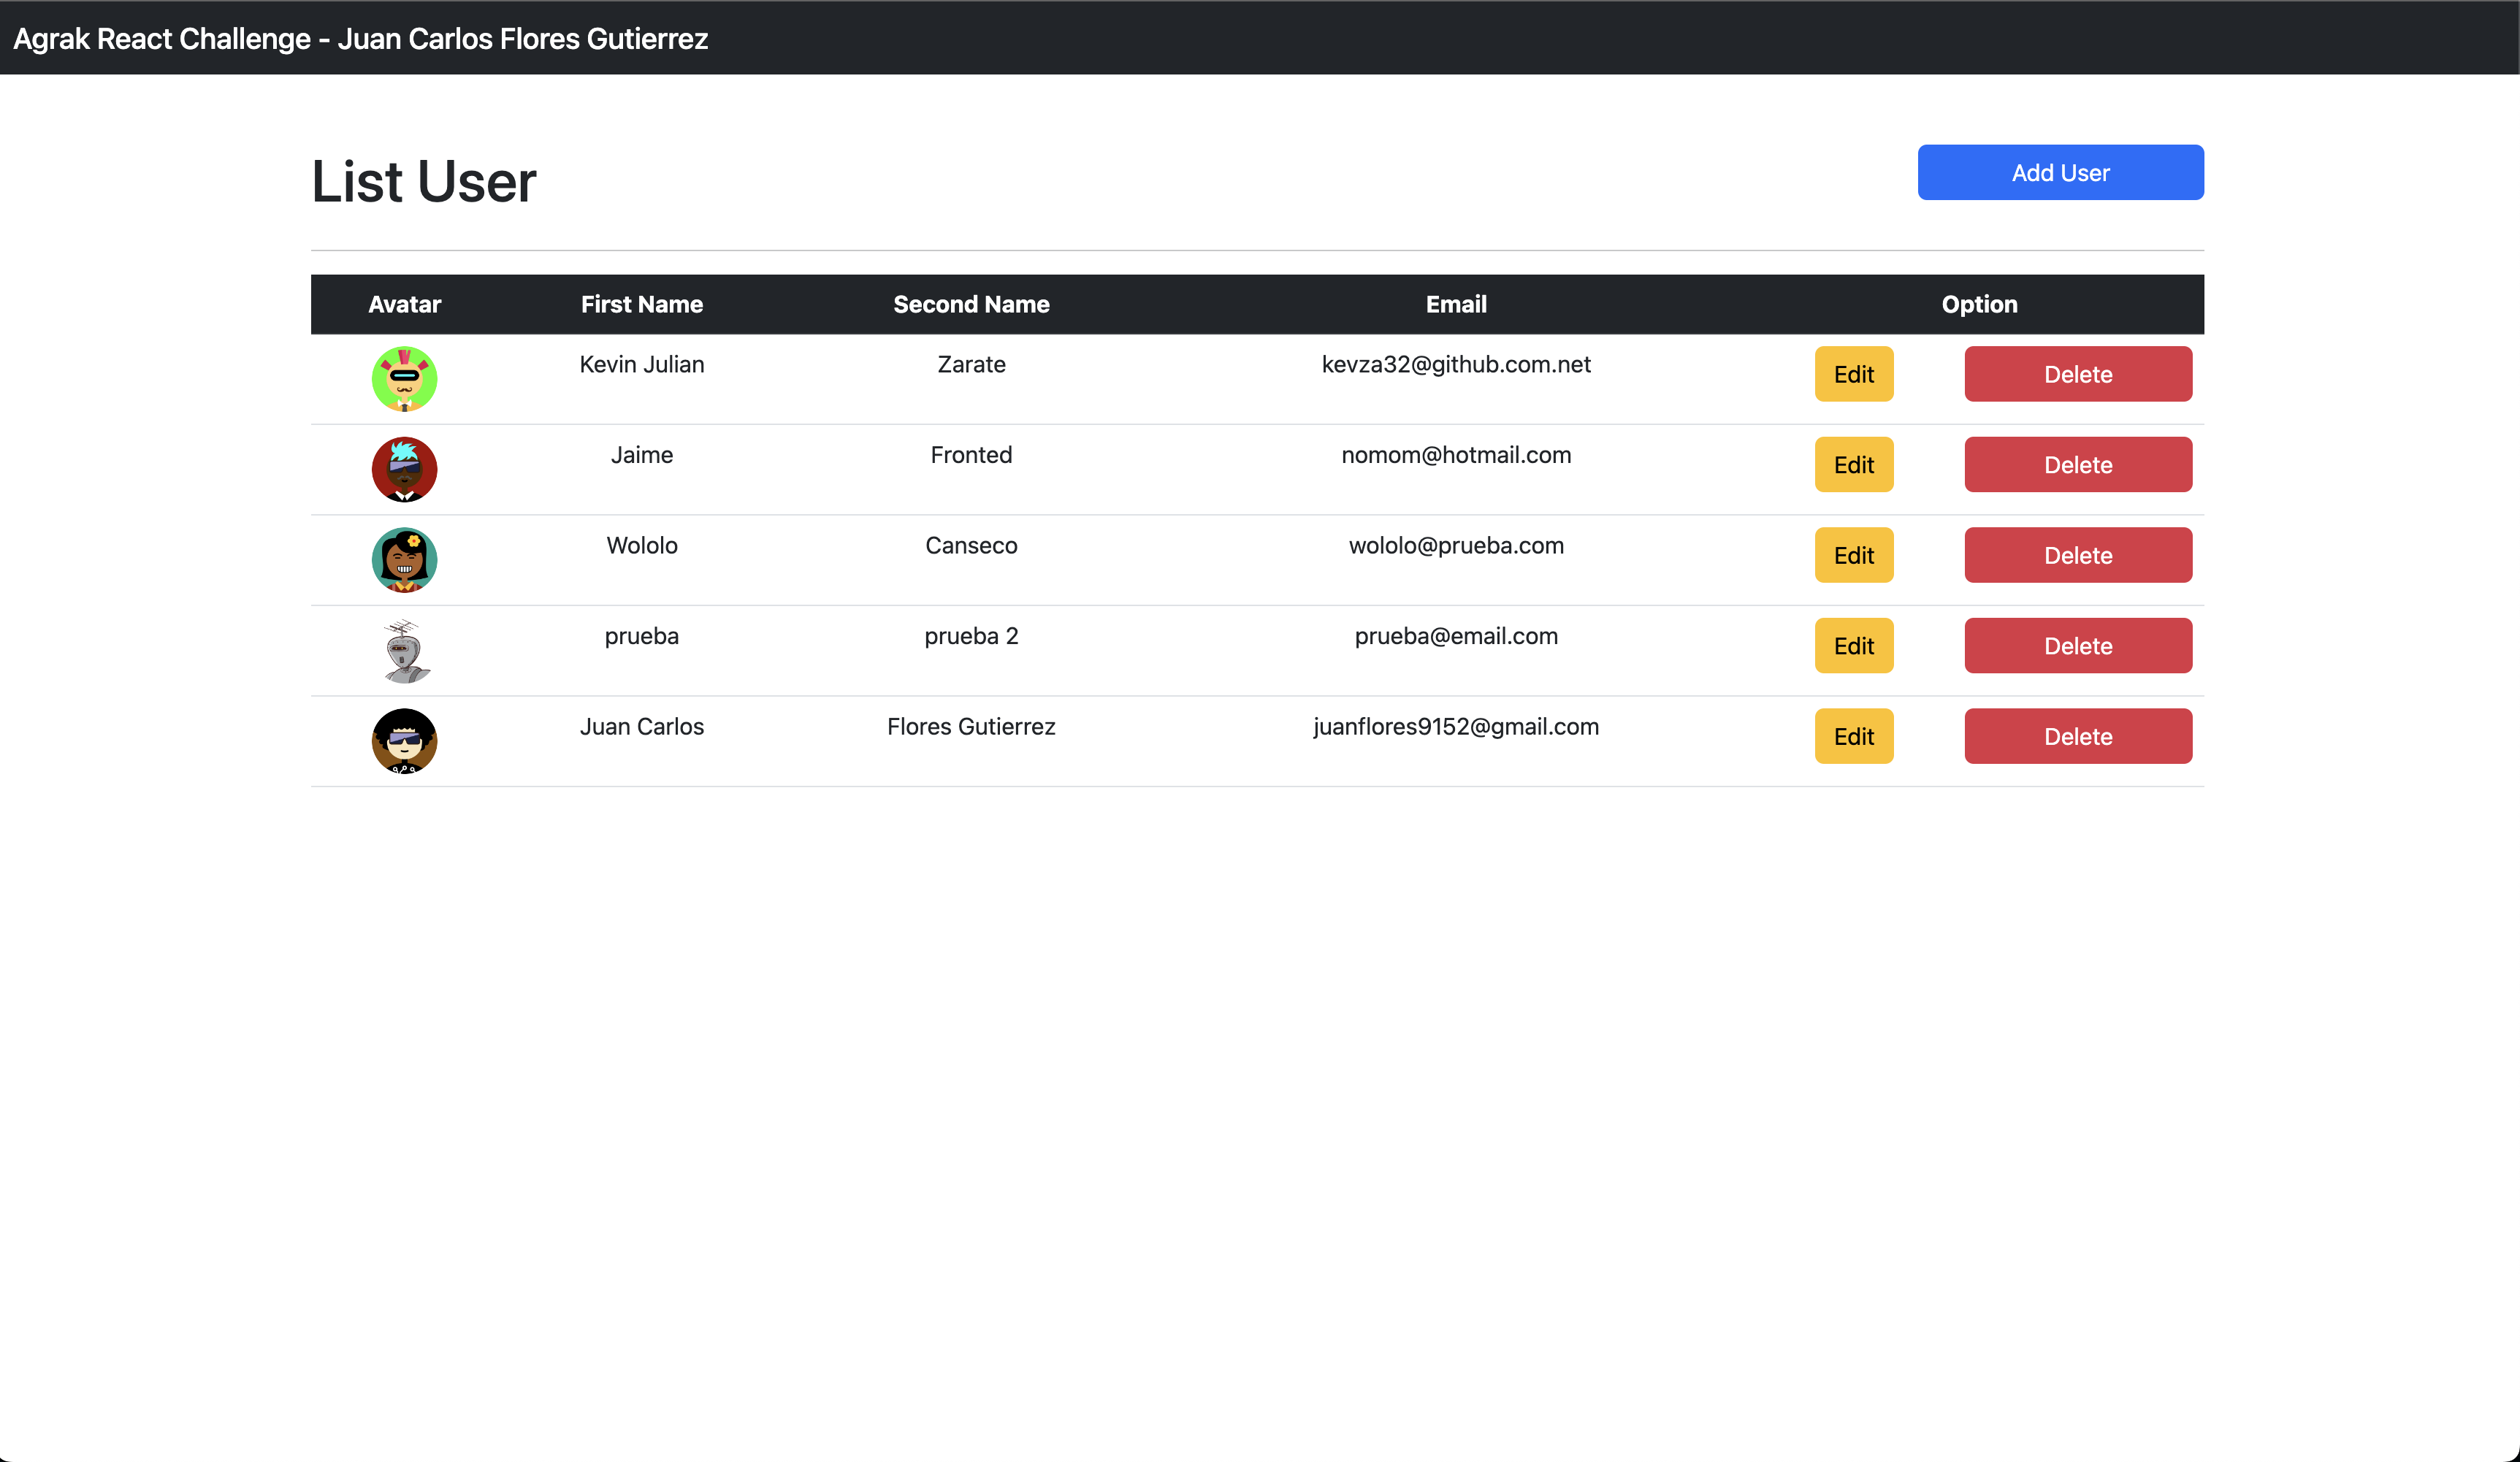 Agrak React Challenge - Juan Carlos Flores Gutierrez
List User
Add User
Avatar First Name Second Name Email Option
Kevin Julian Zarate kevza32@github.com.net Edit Delete
Jaime Fronted nomom@hotmail.com Edit Delete
Wololo Canseco wololo@prueba.com Edit Delete
prueba prueba 2 prueba@email.com Edit Delete
Juan Carlos Flores Gutierrez juanflores9152@gmail.com Edit Delete